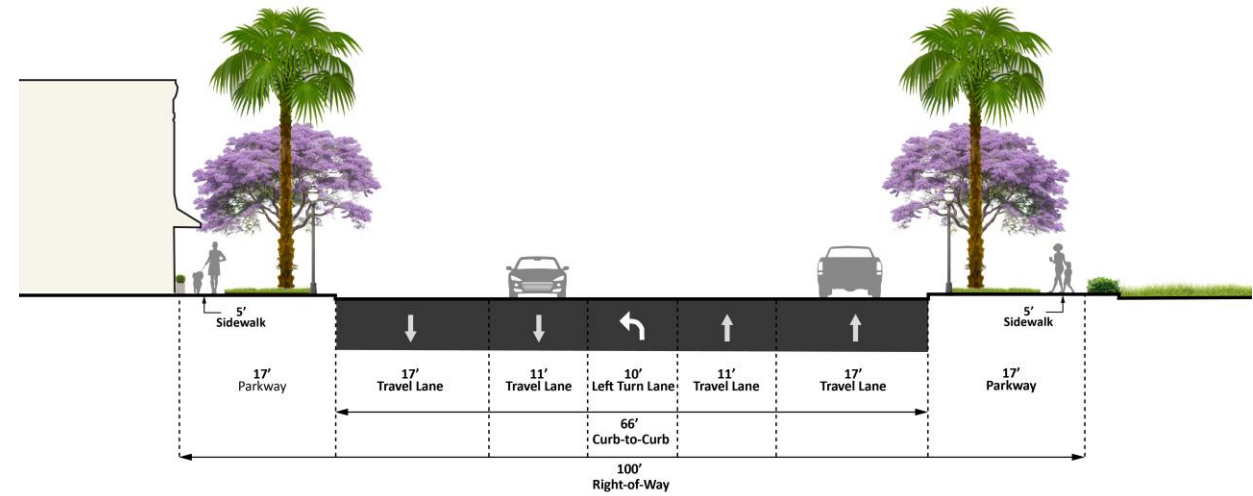 5’
Sidewalk
5’
Sidewalk
17’
Parkway
17’
Travel Lane
11’
Travel Lane
10’
Left Turn Lane
11’
Travel Lane
17’
Travel Lane
17’
Parkway
66’
Curb-to-Curb
100’
Right-of-Way